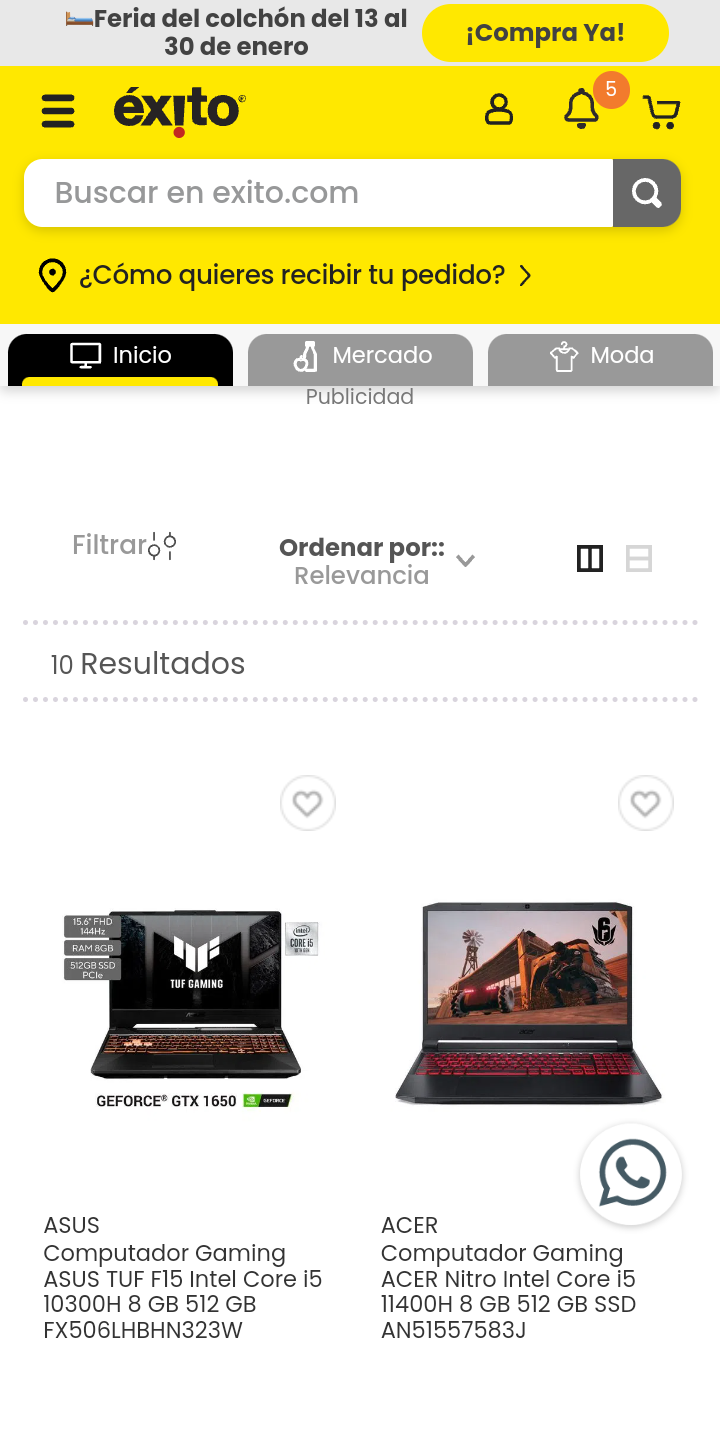 Feria del colchón del 13 al
30 de enero
¡Compra Ya!
éxito
5
Buscar en exito.com
¿Cómo quieres recibir tu pedido?
Inicio
Mercado
Moda
Publicidad
Filtrar
Ordenar por::
Relevancia
10 Resultados
15.6" FHD
144Hz
RAM 8GB
512GB SSD
PCIe
intel
CORE i5
TUF GAMING
GEFORCE® GTX 1650
GEFORCE
ASUS
Computador Gaming
ASUS TUF F15 Intel Core i5
10300H 8 GB 512 GB
FX506LHBHN323W
ACER
Computador Gaming
ACER Nitro Intel Core i5
11400H 8 GB 512 GB SSD
AN51557583J